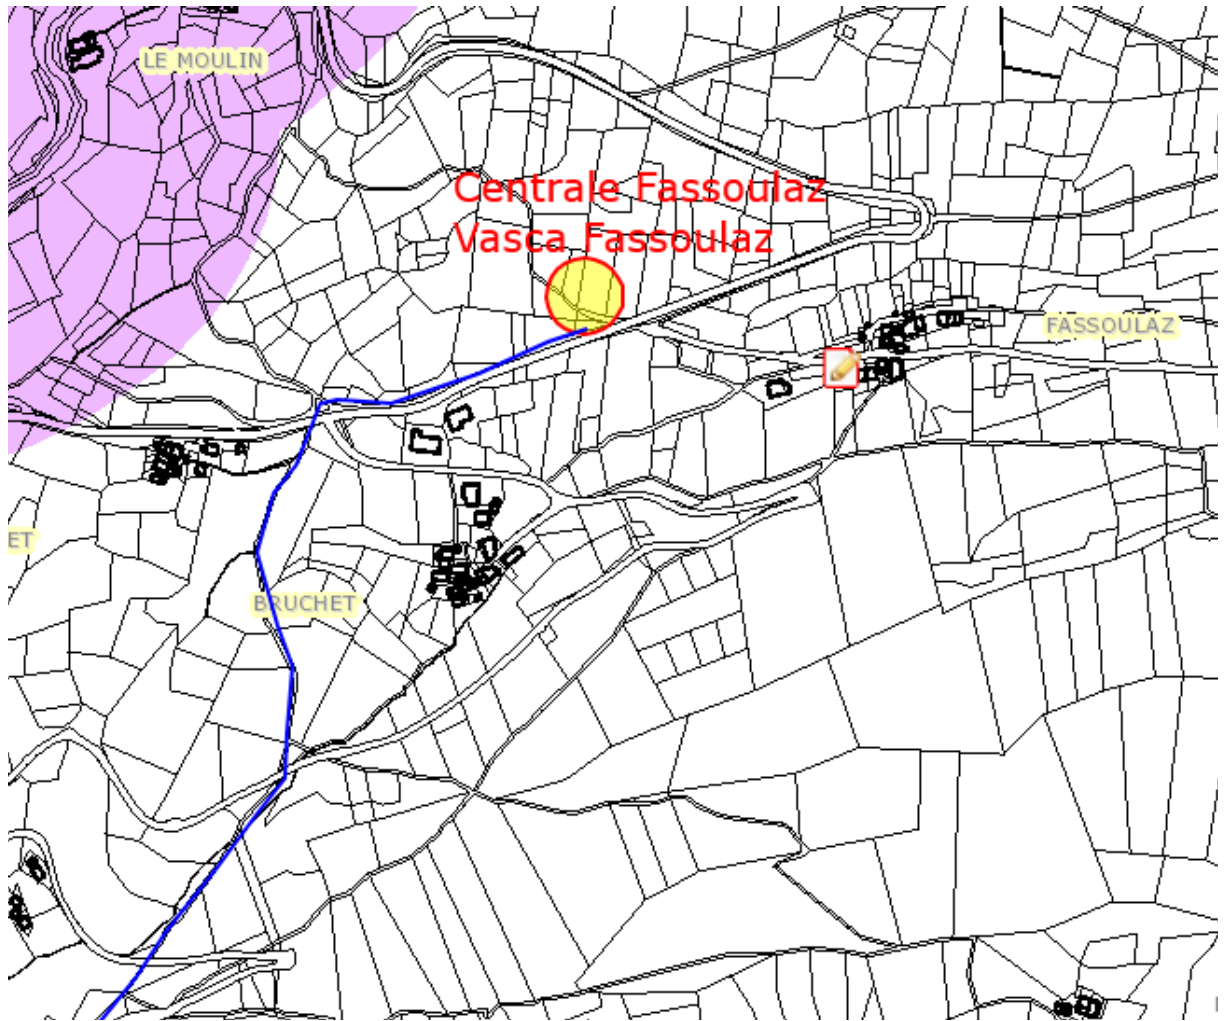 LE MOULIN
Centrale Fassoulaz
Vasca Fassoulaz
FASSOULAZ
ET
BRUCHET